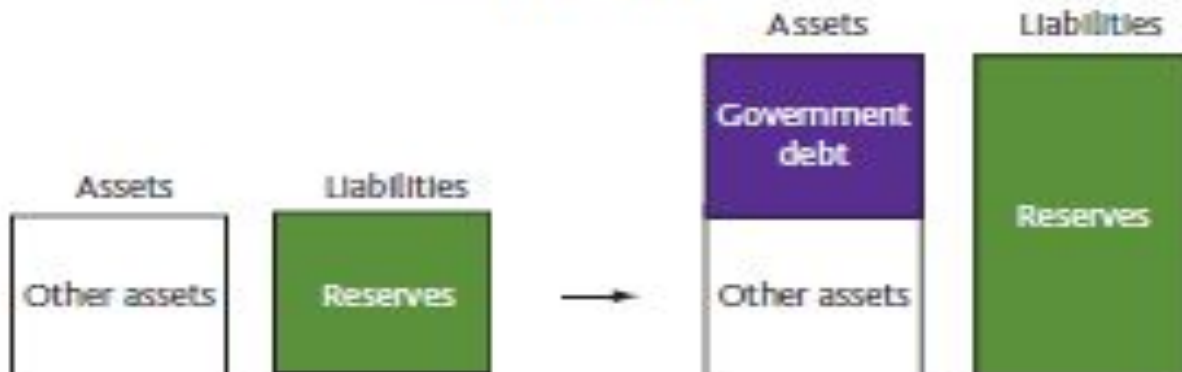 Assets Liabilities
Government
debt
Assets Liabilities
Reserves
Other assets Reserves Other assets